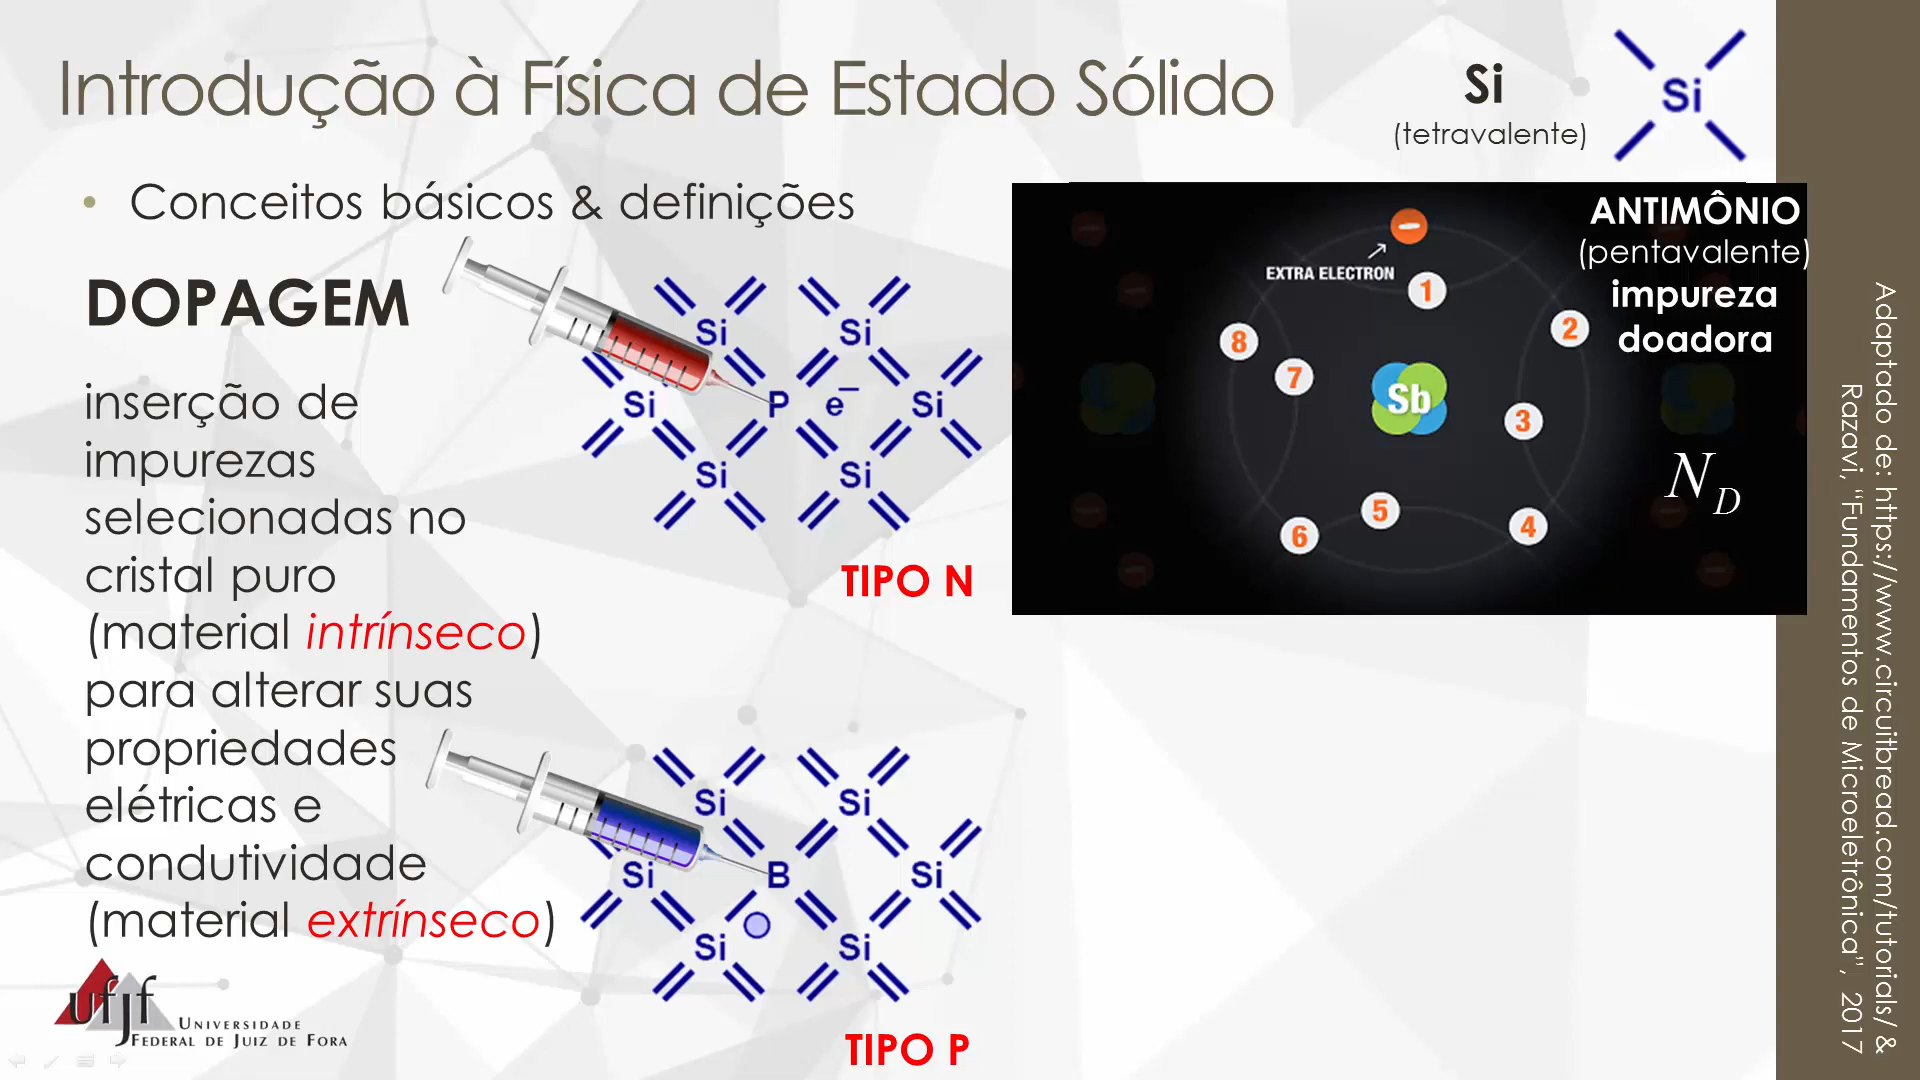 Introdução à Física de Estado Sólido
Si
(tetravalente)
Si
• Conceitos básicos & definições
DOPAGEM
inserção de
impurezas
selecionadas no
cristal puro
(material intrínseco)
para alterar suas
propriedades
elétricas e
condutividade
(material extrínseco)
Si Si
Si P e− Si
Si Si
TIPO N
Si Si
Si B Si
Si Si
TIPO P
ANTIMÔNIO
(pentavalente)
impureza
doadora
EXTRA ELECTRON
−
1
2
8
7
Sb
3
5
4
6
N_D
Adaptado de: https://www.circuitbread.com/tutorials/ &
Razavi, “Fundamentos de Microeletrônica”, 2017
ufjf
UNIVERSIDADE
FEDERAL DE JUIZ DE FORA